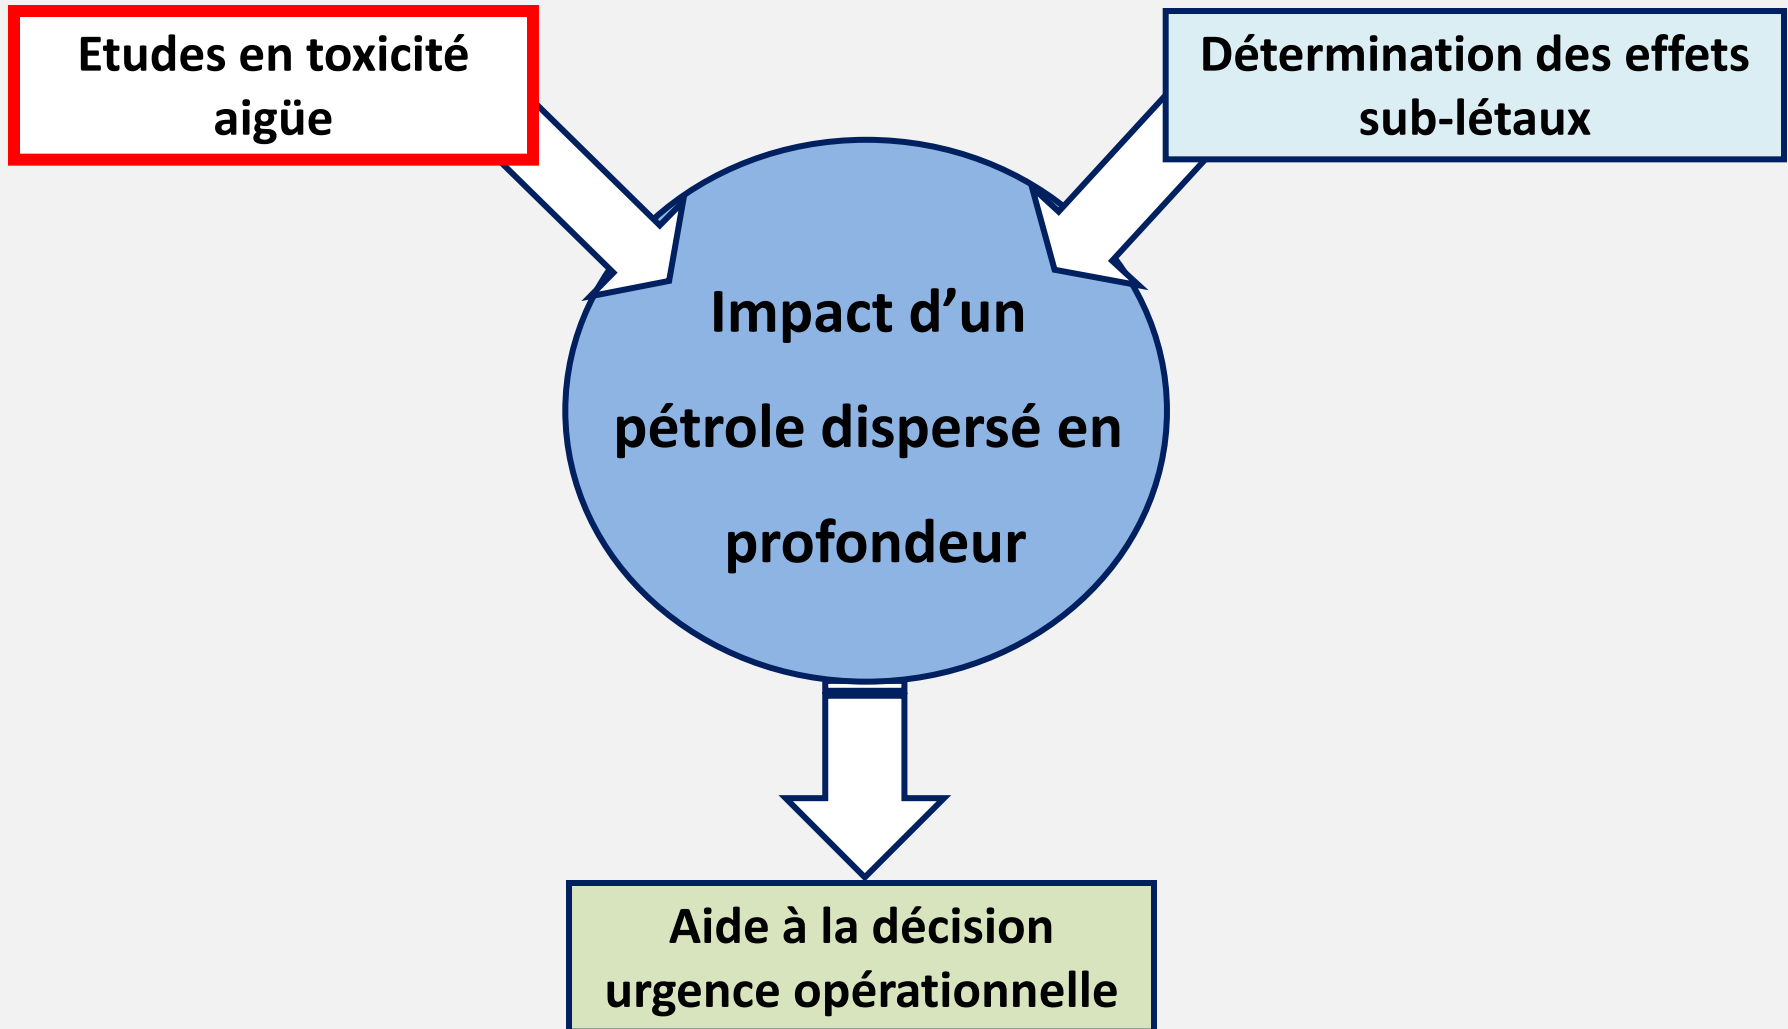 Etudes en toxicité
aigüe
Détermination des effets
sub-létaux
Impact d’un
pétrole dispersé en
profondeur
Aide à la décision
urgence opérationnelle